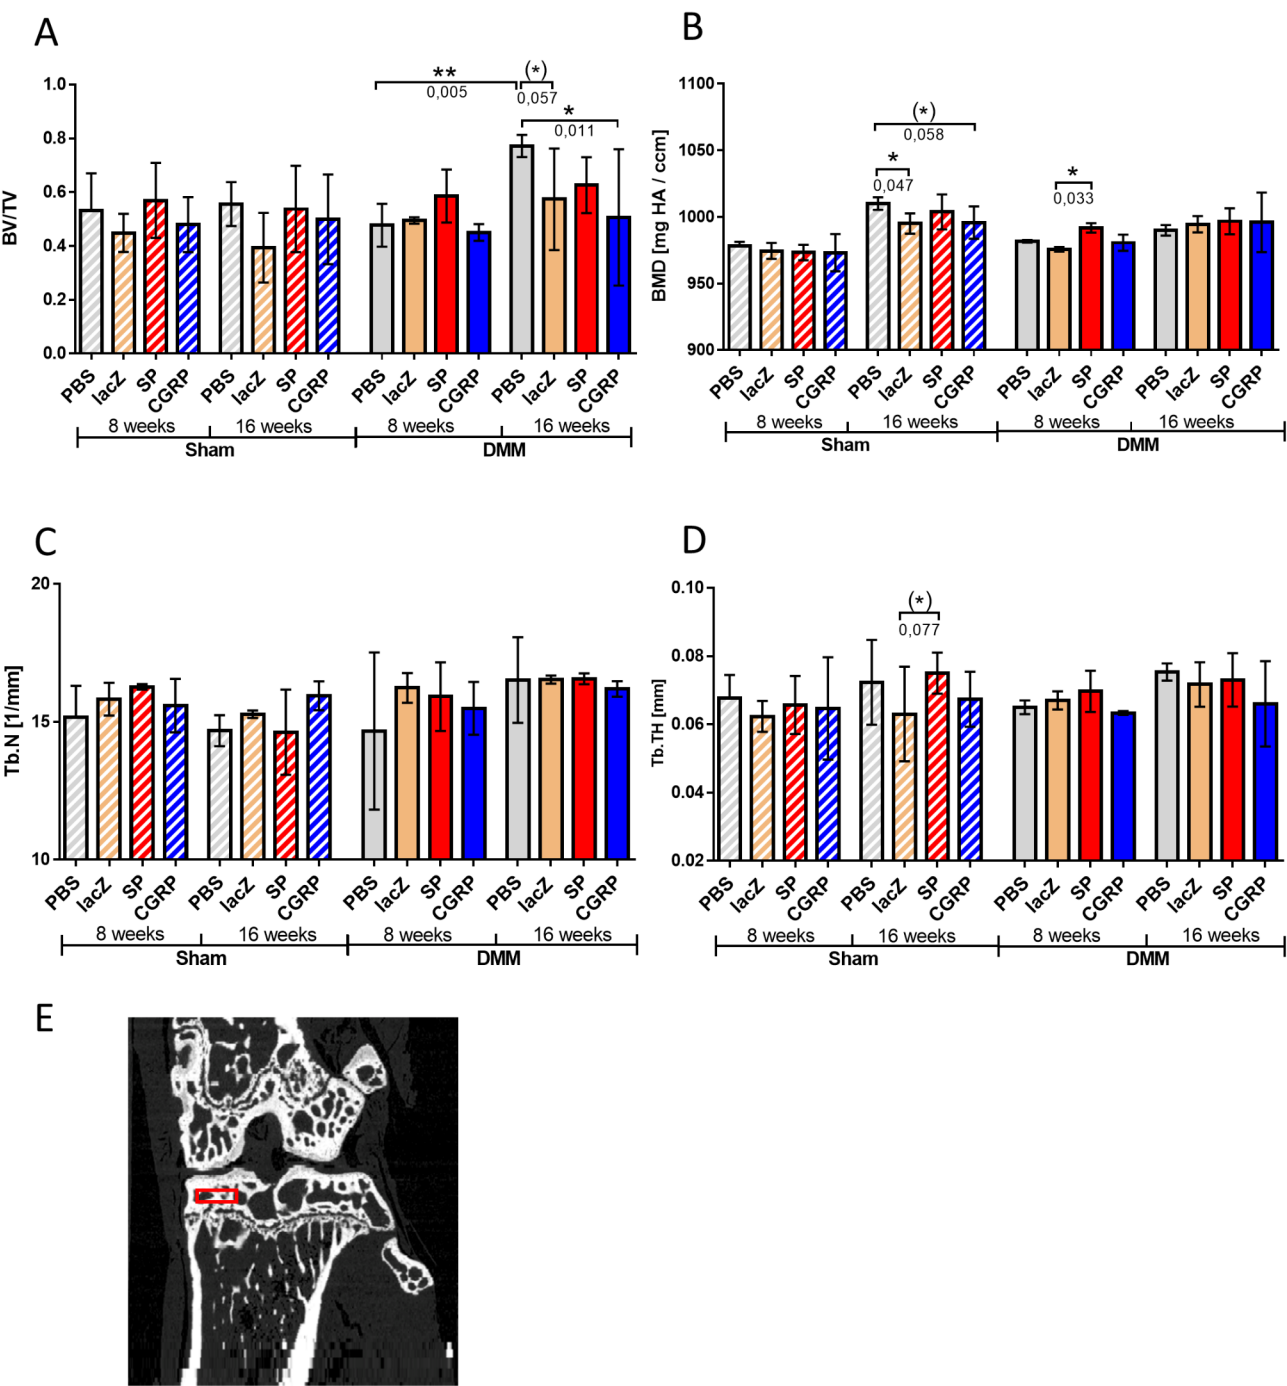 A
BV/TV
1.0
0.8
0.6
0.4
0.2
0.0
**
0,005
(*)
0,057
*
0,011
PBS lacZ SP CGRP PBS lacZ SP CGRP PBS lacZ SP CGRP PBS lacZ SP CGRP
8 weeks 16 weeks 8 weeks 16 weeks
Sham DMM
B
BMD [mg HA / ccm]
1100
1050
1000
950
900
(*)
0,058
*
0,047
*
0,033
PBS lacZ SP CGRP PBS lacZ SP CGRP PBS lacZ SP CGRP PBS lacZ SP CGRP
8 weeks 16 weeks 8 weeks 16 weeks
Sham DMM
C
Tb.N [1/mm]
20
15
10
PBS lacZ SP CGRP PBS lacZ SP CGRP PBS lacZ SP CGRP PBS lacZ SP CGRP
8 weeks 16 weeks 8 weeks 16 weeks
Sham DMM
D
Tb.TH [mm]
0.10
0.08
0.06
0.04
0.02
(*)
0,077
PBS lacZ SP CGRP PBS lacZ SP CGRP PBS lacZ SP CGRP PBS lacZ SP CGRP
8 weeks 16 weeks 8 weeks 16 weeks
Sham DMM
E